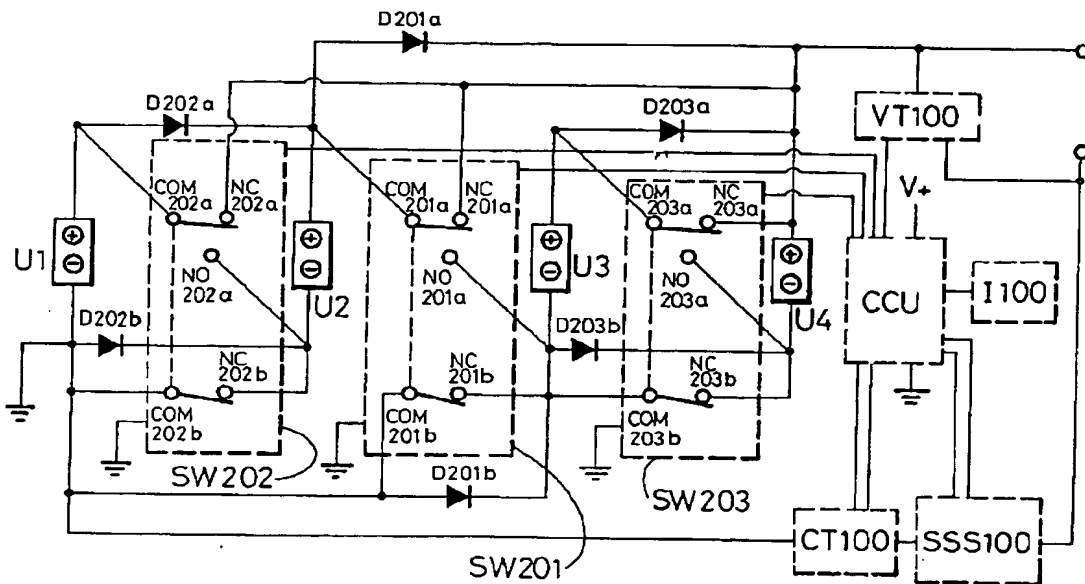 D201a
D202a
D203a
VT100
COM
202a
NC
202a
COM
201a
NC
201a
COM
203a
NC
203a
V+
U1
+
−
NO
202a
+
−
U2
NO
201a
+
−
U3
NO
203a
+
−
U4
CCU
I100
D202b
NC
202b
NC
201b
D203b
NC
203b
COM
202b
COM
201b
COM
203b
SW202
D201b
SW203
SW201
CT100
SSS100